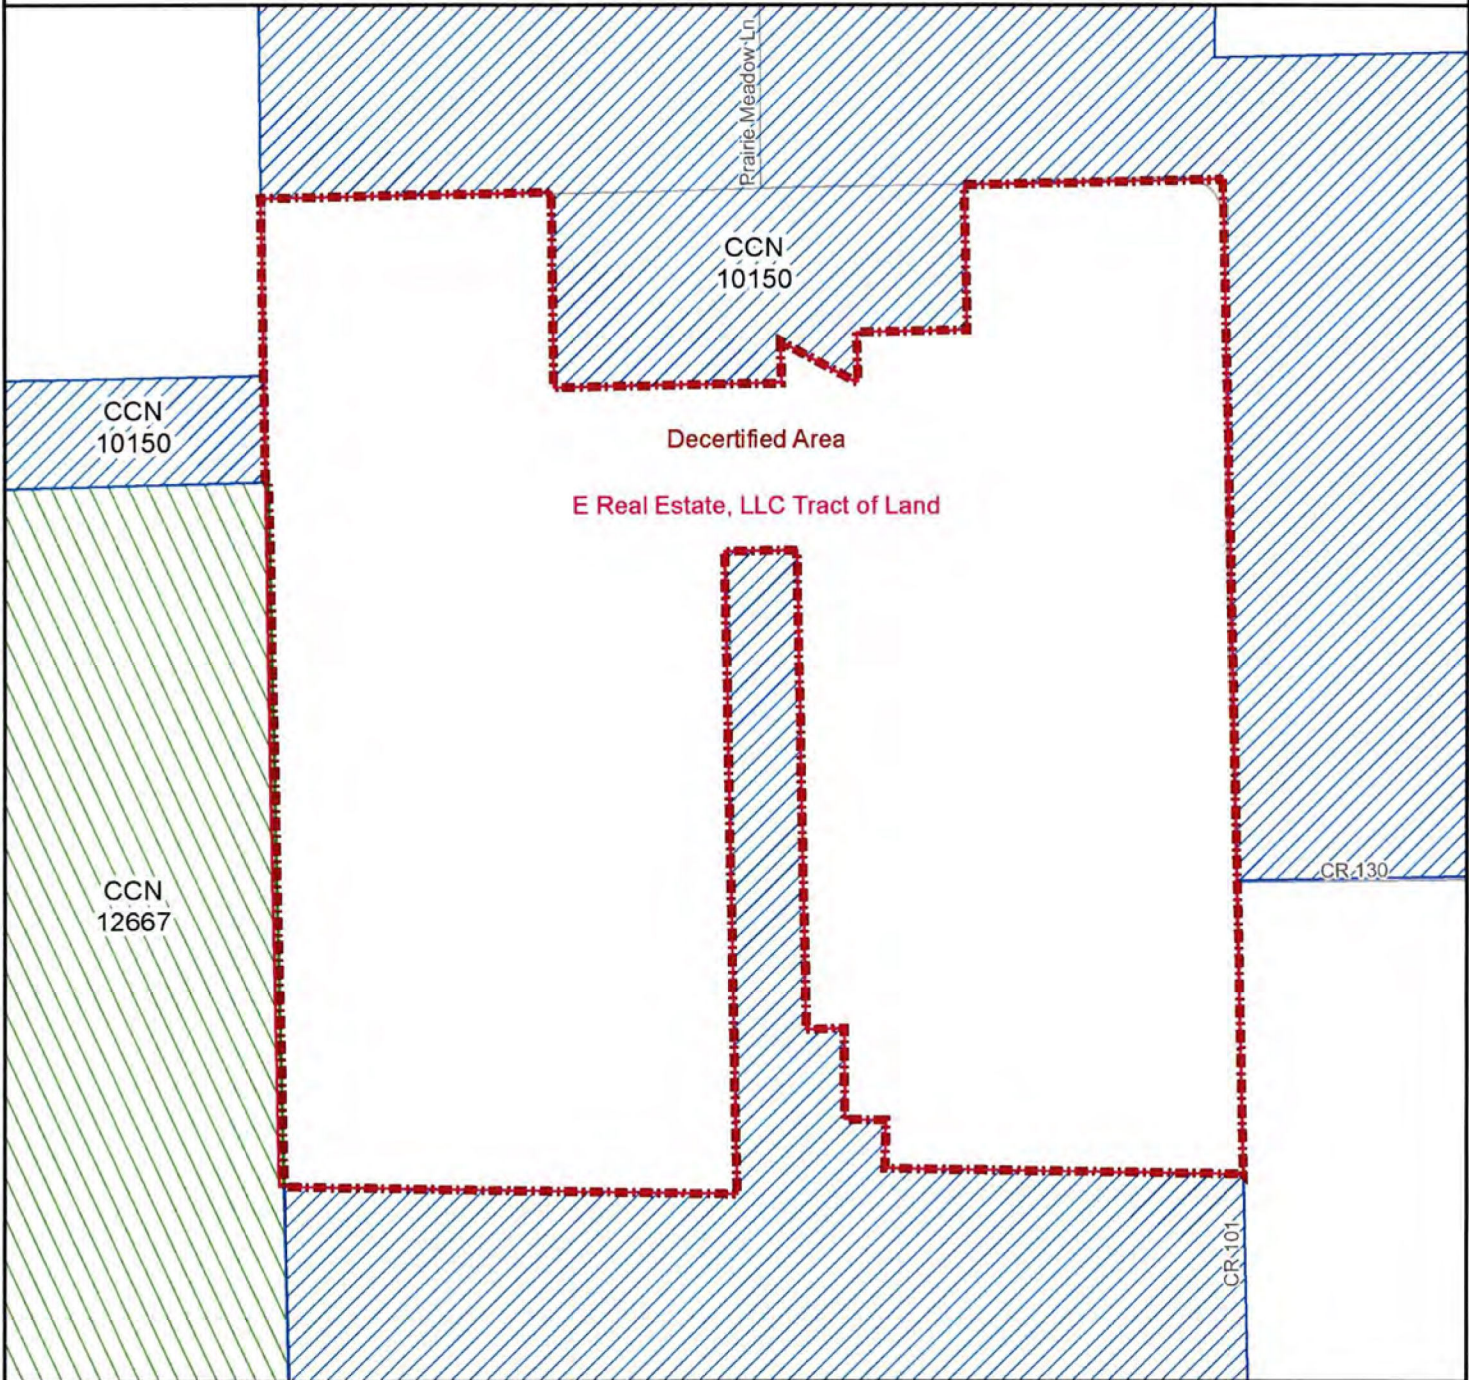 Prairie Meadow Ln
CCN
10150
CCN
10150
Decertified Area
E Real Estate, LLC Tract of Land
CCN
12667
CR 130
CR 101